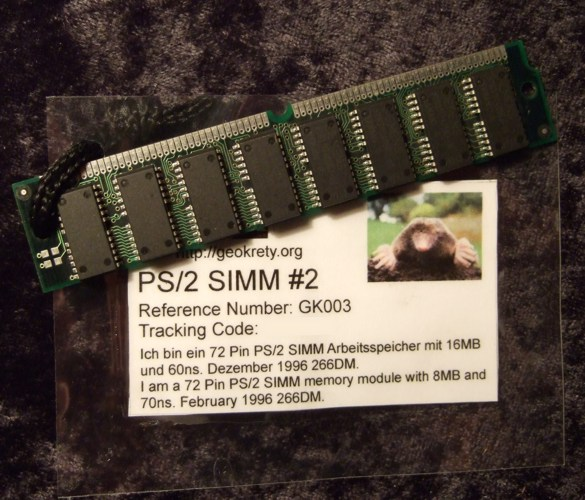 http://geokrety.org
PS/2 SIMM #2
Reference Number: GK003
Tracking Code:
Ich bin ein 72 Pin PS/2 SIMM Arbeitsspeicher mit 16MB
und 60ns. Dezember 1996 266DM.
I am a 72 Pin PS/2 SIMM memory module with 8MB and
70ns. February 1996 266DM.